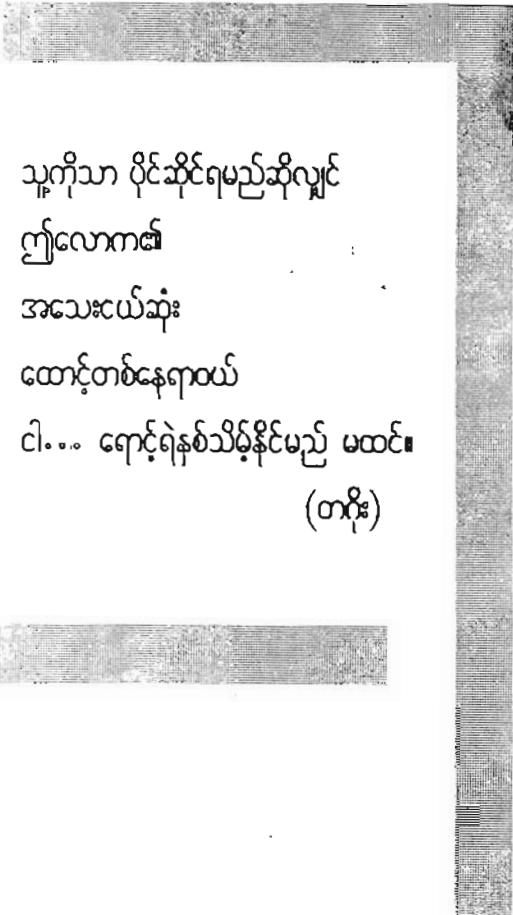 သူ့ကိုသာ ပိုင်ဆိုင်ရမည်ဆိုလျှင်
ဤလောက၏
အသေးငယ်ဆုံး
ထောင့်တစ်နေရာဝယ်
ငါ.... ရောင့်ရဲနှစ်သိမ့်နိုင်မည် မထင်။
(တဂိုး)